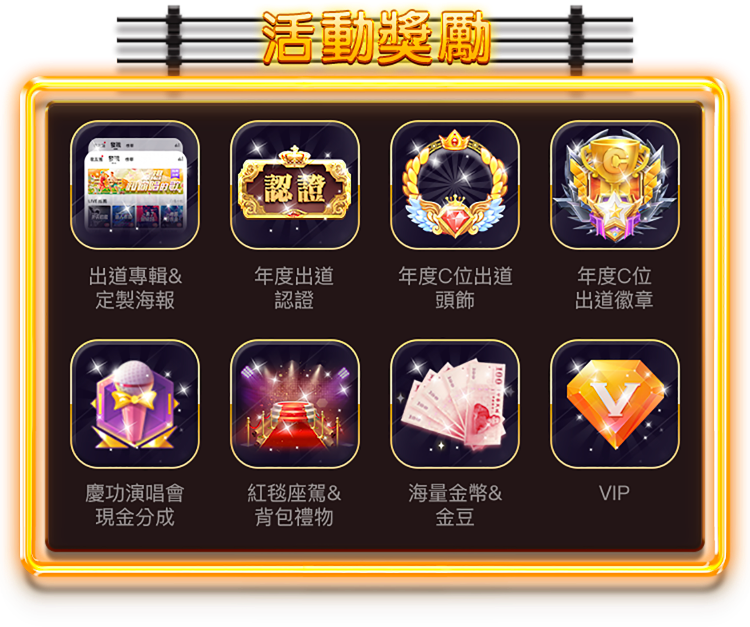 活動獎勵
認證
C
出道專輯&
定製海報
年度出道
認證
年度C位出道
頭飾
年度C位
出道徽章
100
V
慶功演唱會
現金分成
紅毯座駕&
背包禮物
海量金幣&
金豆
VIP